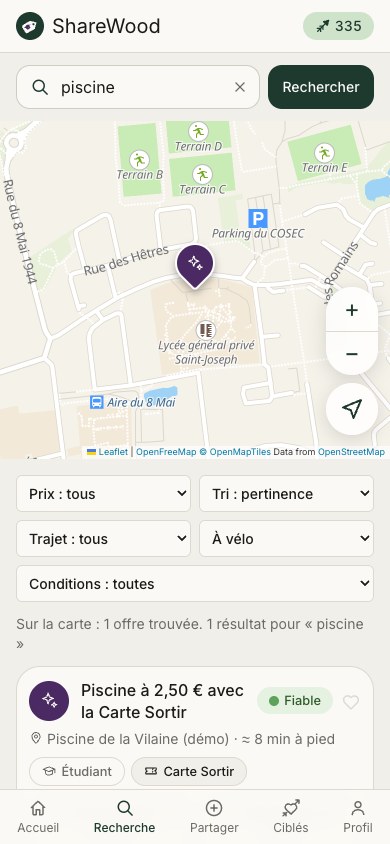 ShareWood
335
piscine
Rechercher
Terrain D
Terrain B
Terrain C
Terrain E
Parking du COSEC
Rue du 8 Mai 1944
Rue des Hêtres
Romains
Lycée général privé
Saint-Joseph
Aire du 8 Mai
+
−
Leaflet | OpenFreeMap © OpenMapTiles Data from OpenStreetMap
Prix : tous
Tri : pertinence
Trajet : tous
À vélo
Conditions : toutes
Sur la carte : 1 offre trouvée. 1 résultat pour « piscine
»
Piscine à 2,50 € avec
la Carte Sortir
Fiable
Piscine de la Vilaine (démo) · ≈ 8 min à pied
Étudiant
Carte Sortir
Accueil
Recherche
Partager
Ciblés
Profil